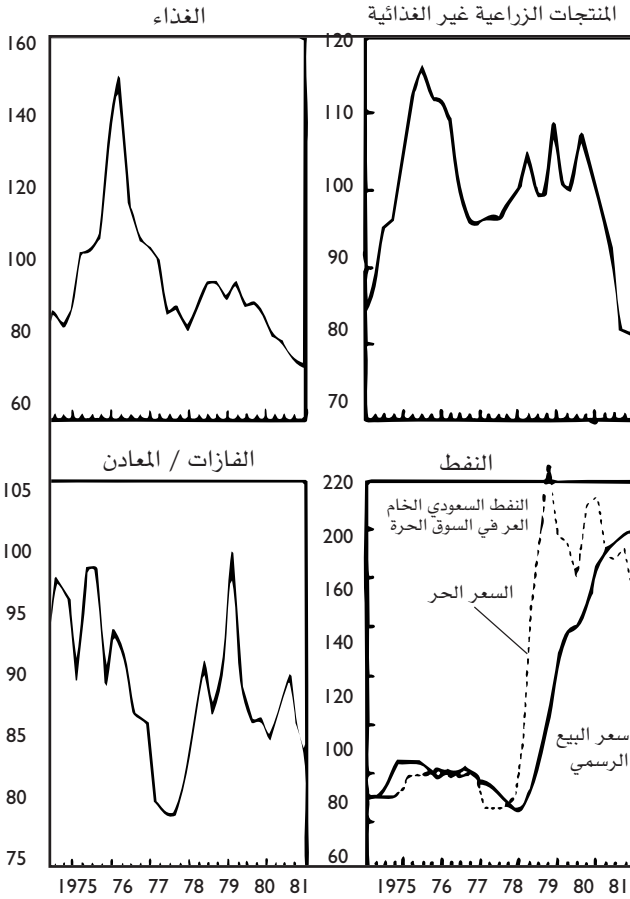 الغذاء
المنتجات الزراعية غير الغذائية
160
140
120
100
80
60
120
110
100
90
80
70
الفازات / المعادن
النفط
105
100
95
90
85
80
75
220
200
160
140
120
100
80
60
النفط السعودي الخام
العر في السوق الحرة
السعر الحر
سعر البيع
الرسمي
1975 76 77 78 79 80 81
1975 76 77 78 79 80 81